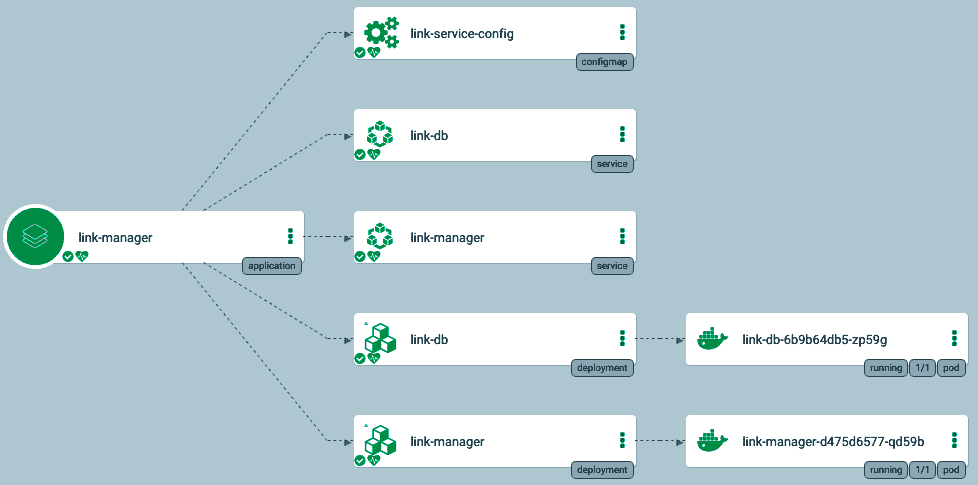 link-service-config
configmap
link-db
service
link-manager
application
link-manager
service
link-db
deployment
link-db-6b9b64db5-zp59g
running 1/1 pod
link-manager
deployment
link-manager-d475d6577-qd59b
running 1/1 pod